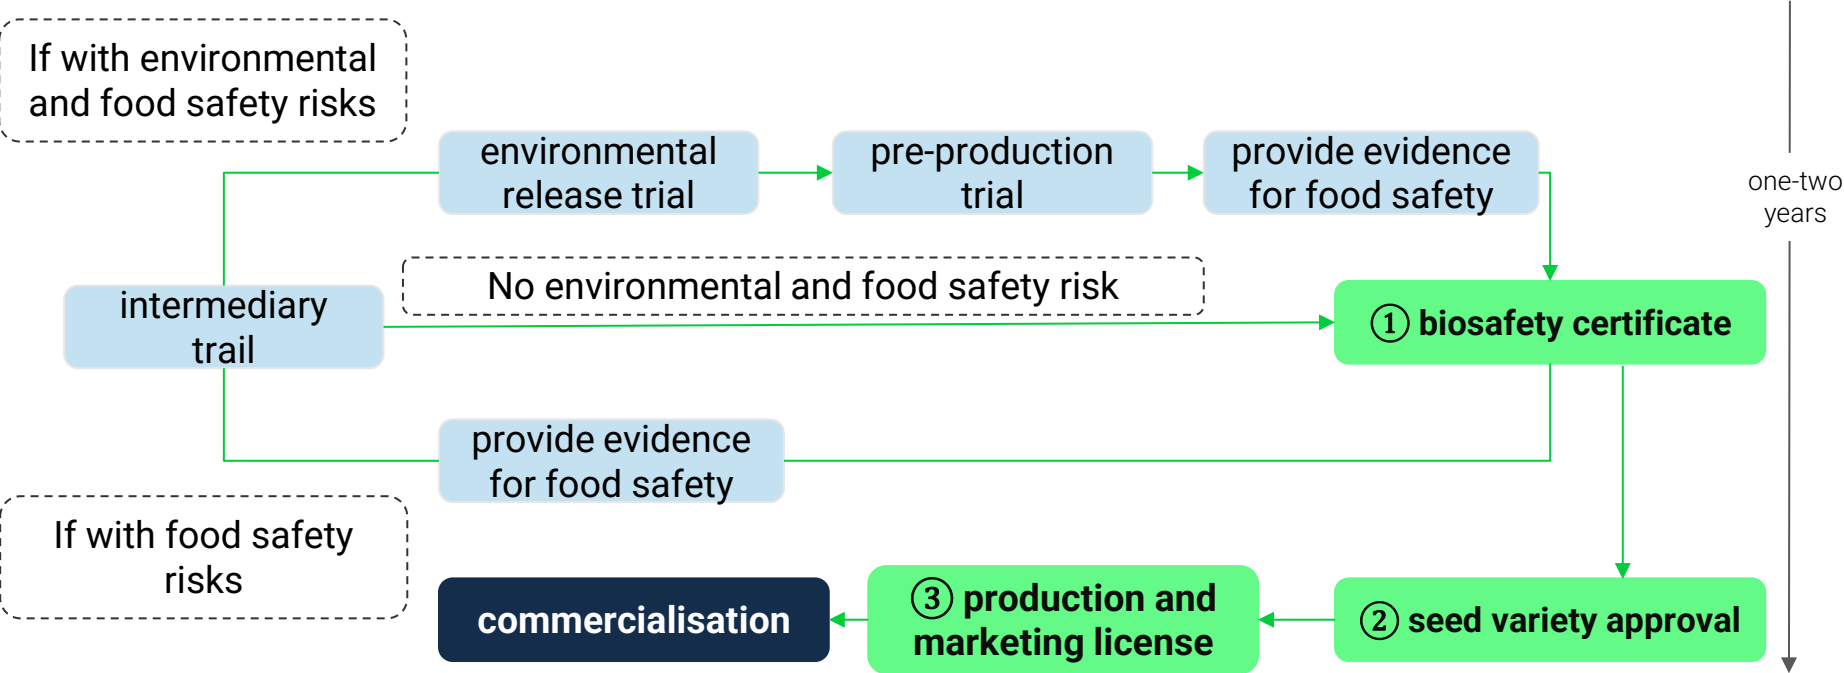 If with environmental
and food safety risks
environmental
release trial
pre-production
trial
provide evidence
for food safety
one-two
years
No environmental and food safety risk
intermediary
trail
① biosafety certificate
provide evidence
for food safety
If with food safety
risks
commercialisation
③ production and
marketing license
② seed variety approval